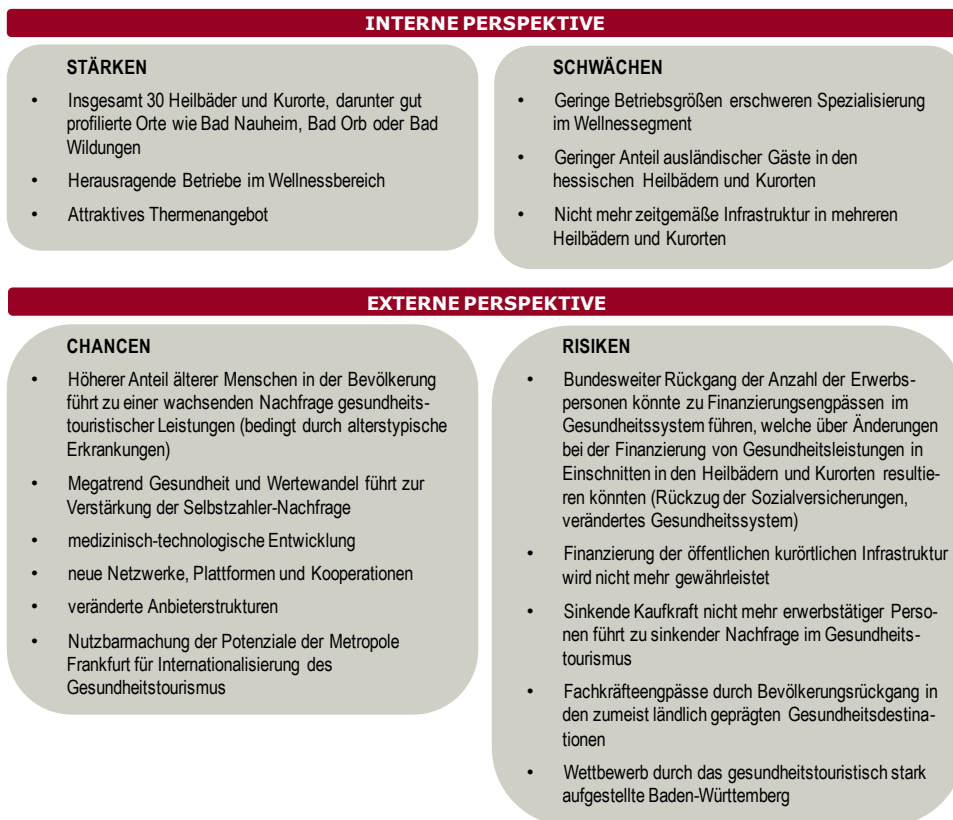 INTERNE PERSPEKTIVE
STÄRKEN
• Insgesamt 30 Heilbäder und Kurorte, darunter gut
profilierte Orte wie Bad Nauheim, Bad Orb oder Bad
Wildungen
• Herausragende Betriebe im Wellnessbereich
• Attraktives Thermenangebot
SCHWÄCHEN
• Geringe Betriebsgrößen erschweren Spezialisierung
im Wellnessegment
• Geringer Anteil ausländischer Gäste in den
hessischen Heilbädern und Kurorten
• Nicht mehr zeitgemäße Infrastruktur in mehreren
Heilbädern und Kurorten
EXTERNE PERSPEKTIVE
CHANCEN
• Höherer Anteil älterer Menschen in der Bevölkerung
führt zu einer wachsenden Nachfrage gesundheits-
touristischer Leistungen (bedingt durch alterstypische
Erkrankungen)
• Megatrend Gesundheit und Wertewandel führt zur
Verstärkung der Selbstzahler-Nachfrage
• medizinisch-technologische Entwicklung
• neue Netzwerke, Plattformen und Kooperationen
• veränderte Anbieterstrukturen
• Nutzbarmachung der Potenziale der Metropole
Frankfurt für Internationalisierung des
Gesundheitstourismus
RISIKEN
• Bundesweiter Rückgang der Anzahl der Erwerbs-
personen könnte zu Finanzierungsengpässen im
Gesundheitssystem führen, welche über Änderungen
bei der Finanzierung von Gesundheitsleistungen in
Einschnitten in den Heilbädern und Kurorten resultie-
ren könnten (Rückzug der Sozialversicherungen,
verändertes Gesundheitssystem)
• Finanzierung der öffentlichen kurörtlichen Infrastruktur
wird nicht mehr gewährleistet
• Sinkende Kaufkraft nicht mehr erwerbstätiger Perso-
nen führt zu sinkender Nachfrage im Gesundheits-
tourismus
• Fachkräfteengpässe durch Bevölkerungsrückgang in
den zumeist ländlich geprägten Gesundheitsdestina-
tionen
• Wettbewerb durch das gesundheitstouristisch stark
aufgestellte Baden-Württemberg